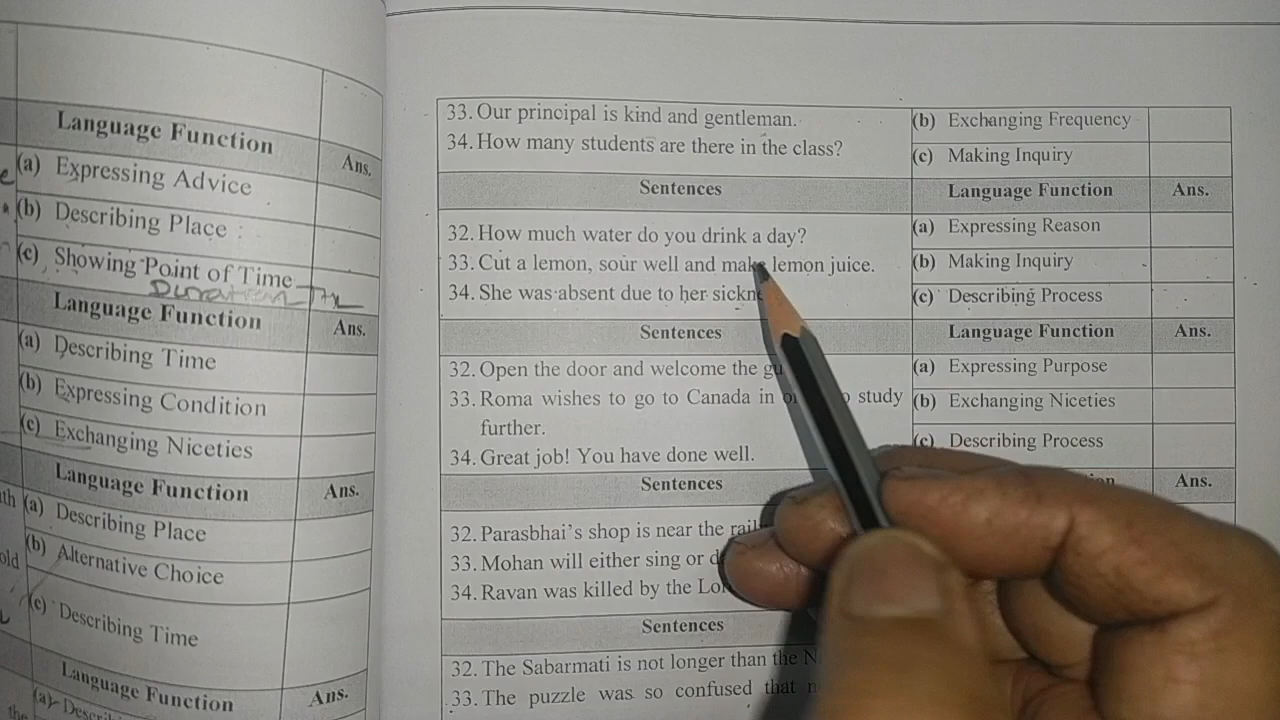 Language Function Ans.
(a) Expressing Advice
(b) Describing Place :
(c) Showing Point of Time
Duration
Language Function Ans.
(a) Describing Time
(b) Expressing Condition
(c) Exchanging Niceties
Language Function Ans.
(a) Describing Place
(b) Alternative Choice
old
(c) Describing Time
Language Function Ans.
33. Our principal is kind and gentleman. (b) Exchanging Frequency
34. How many students are there in the class? (c) Making Inquiry
Sentences Language Function Ans.
32. How much water do you drink a day? (a) Expressing Reason
33. Cut a lemon, sour well and make lemon juice. (b) Making Inquiry
34. She was absent due to her (c) Describing Process
Sentences Language Function Ans.
32. Open the door and welcome the (a) Expressing Purpose
33. Roma wishes to go to Canada in study (b) Exchanging Niceties
further.
34. Great job! You have done well. (c) Describing Process
Sentences Ans.
32. Parasbhai's shop is near the
33. Mohan will either sing or
34. Ravan was killed by the
Sentences
32. The Sabarmati is not longer than the
33. The puzzle was so confused that